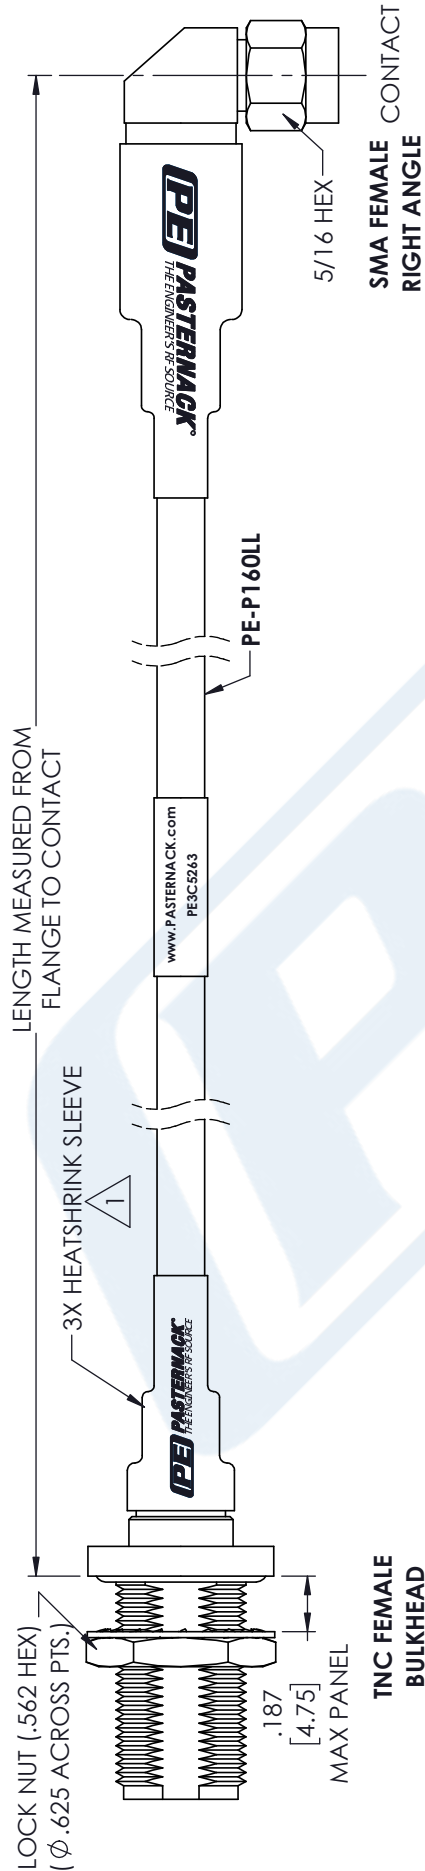 LOCK NUT (.562 HEX)
(∅.625 ACROSS PTS.)
3X HEATSHRINK SLEEVE
1
LENGTH MEASURED FROM
FLANGE TO CONTACT
PE PASTERNACK
THE ENGINEER'S RF SOURCE
www.PASTERNACK.com
PE3C5263
PE PASTERNACK®
THE ENGINEER'S RF SOURCE
.187
[4.75]
MAX PANEL
TNC FEMALE
BULKHEAD
PE-P160LL
5/16 HEX
CONTACT
SMA FEMALE
RIGHT ANGLE